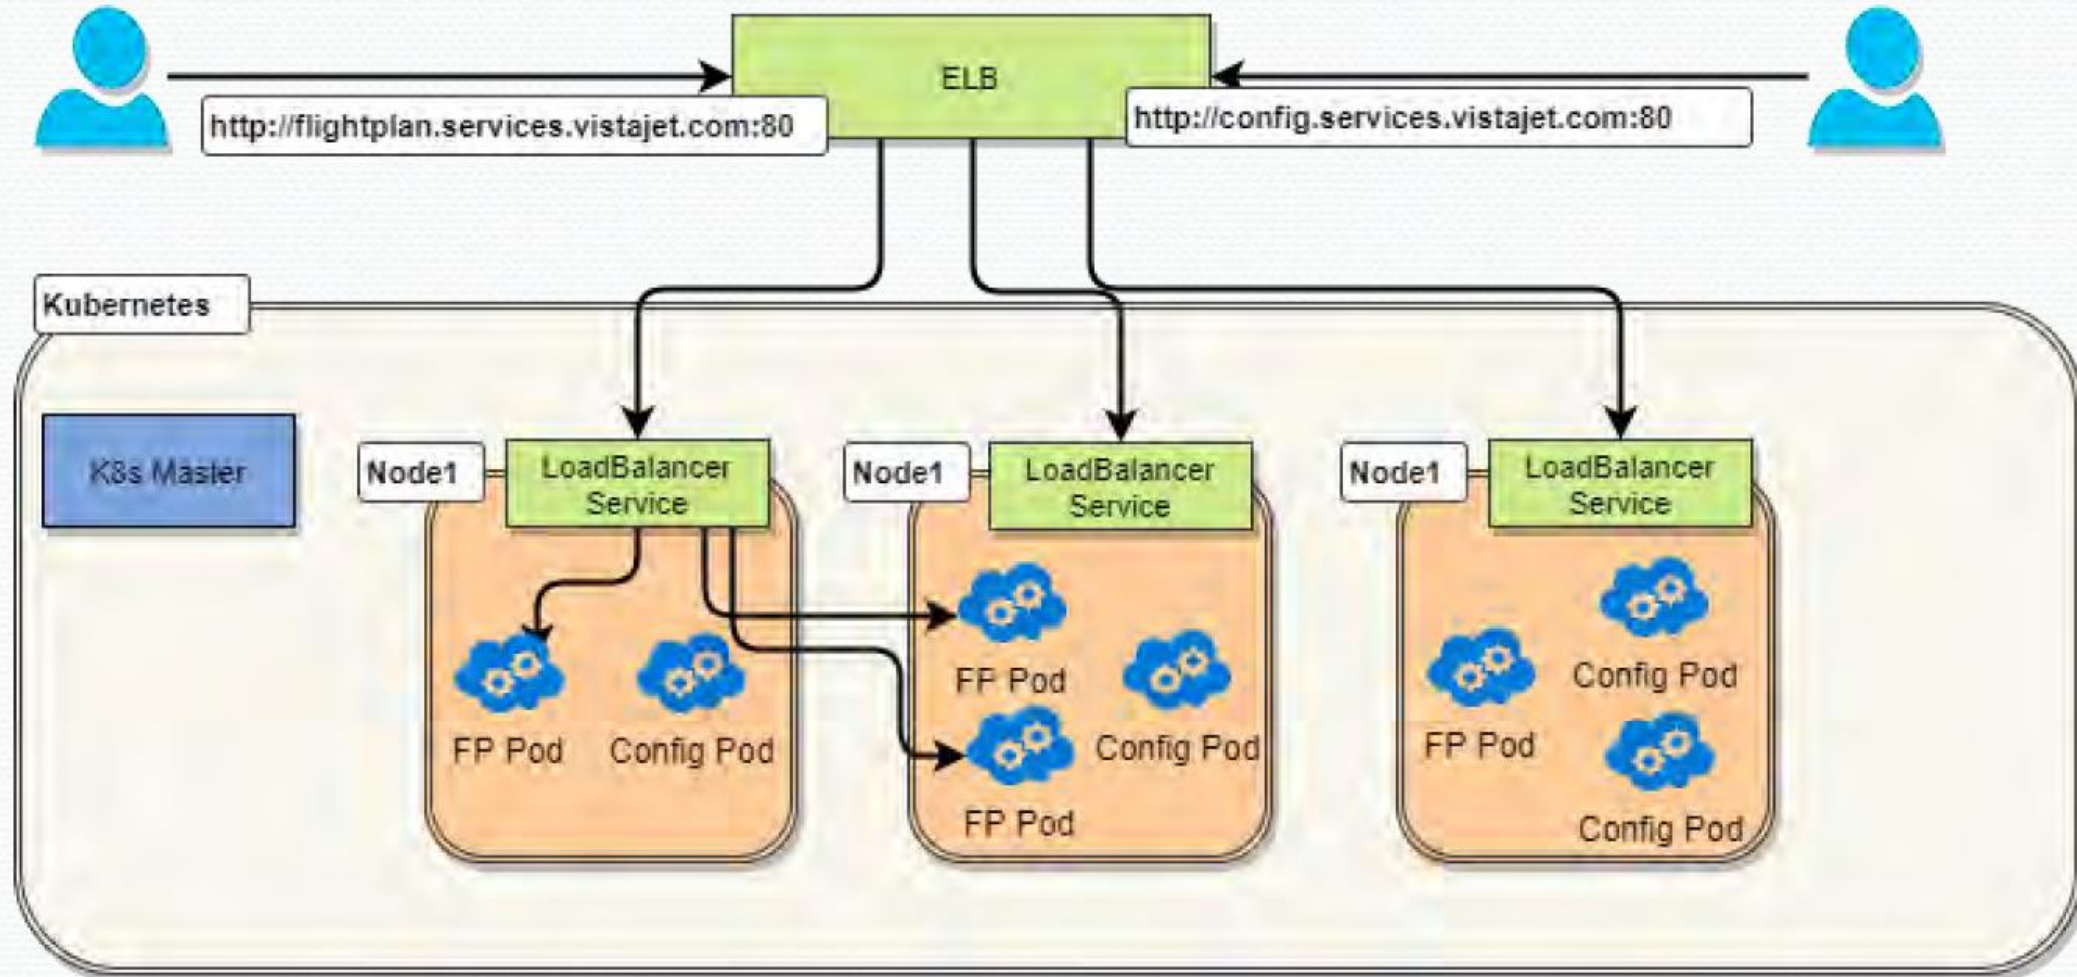 ELB
http://flightplan.services.vistajet.com:80
http://config.services.vistajet.com:80
Kubernetes
K8s Master
Node1
LoadBalancer
Service
FP Pod
Config Pod
Node1
LoadBalancer
Service
FP Pod
Config Pod
FP Pod
Node1
LoadBalancer
Service
Config Pod
FP Pod
Config Pod